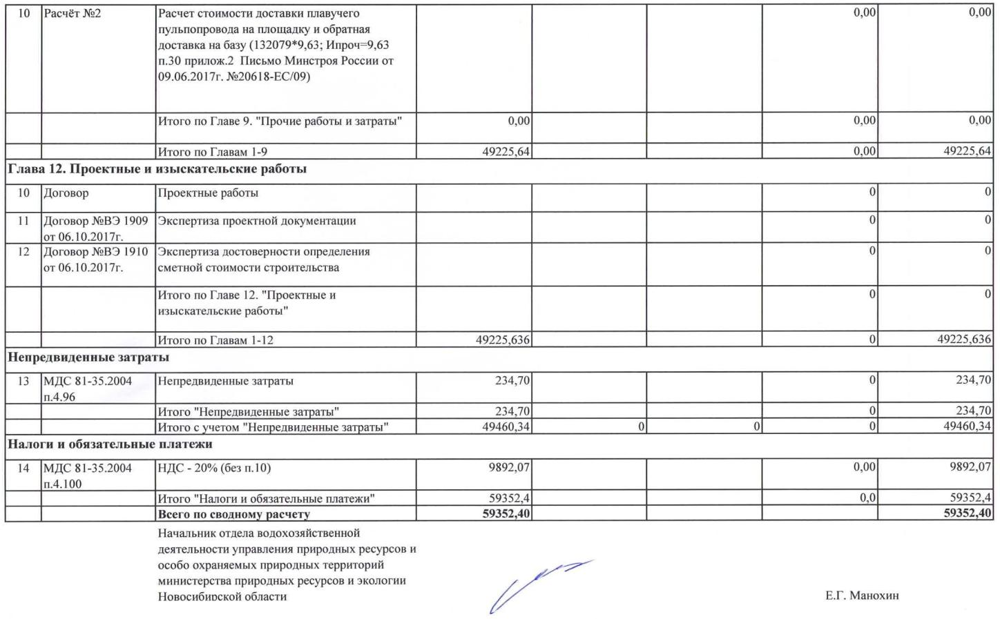 10 Расчёт №2 Расчет стоимости доставки плавучего 0,00 0,00
пульпопровода на площадку и обратная
доставка на базу (132079*9,63; Ипроч=9,63
п.30 прилож.2 Письмо Минстроя России от
09.06.2017г. №20618-ЕС/09)
Итого по Главе 9. "Прочие работы и затраты" 0,00 0,00 0,00
Итого по Главам 1-9 49225,64 0,00 49225,64
Глава 12. Проектные и изыскательские работы
10 Договор Проектные работы 0 0
11 Договор №ВЭ 1909 Экспертиза проектной документации 0 0
от 06.10.2017г.
12 Договор №ВЭ 1910 Экспертиза достоверности определения 0 0
от 06.10.2017г. сметной стоимости строительства
Итого по Главе 12. "Проектные и 0 0
изыскательские работы"
Итого по Главам 1-12 49225,636 0 49225,636
Непредвиденные затраты
13 МДС 81-35.2004 Непредвиденные затраты 234,70 0 234,70
п.4.96
Итого "Непредвиденные затраты" 234,70 0 234,70
Итого с учетом "Непредвиденные затраты" 49460,34 0 0 0 49460,34
Налоги и обязательные платежи
14 МДС 81-35.2004 НДС - 20% (без п.10) 9892,07 0,00 9892,07
п.4.100
Итого "Налоги и обязательные платежи" 59352,4 0,0 59352,4
Всего по сводному расчету 59352,40 59352,40
Начальник отдела водохозяйственной
деятельности управления природных ресурсов и
особо охраняемых природных территорий
министерства природных ресурсов и экологии
Новосибирской области Е.Г. Манохин